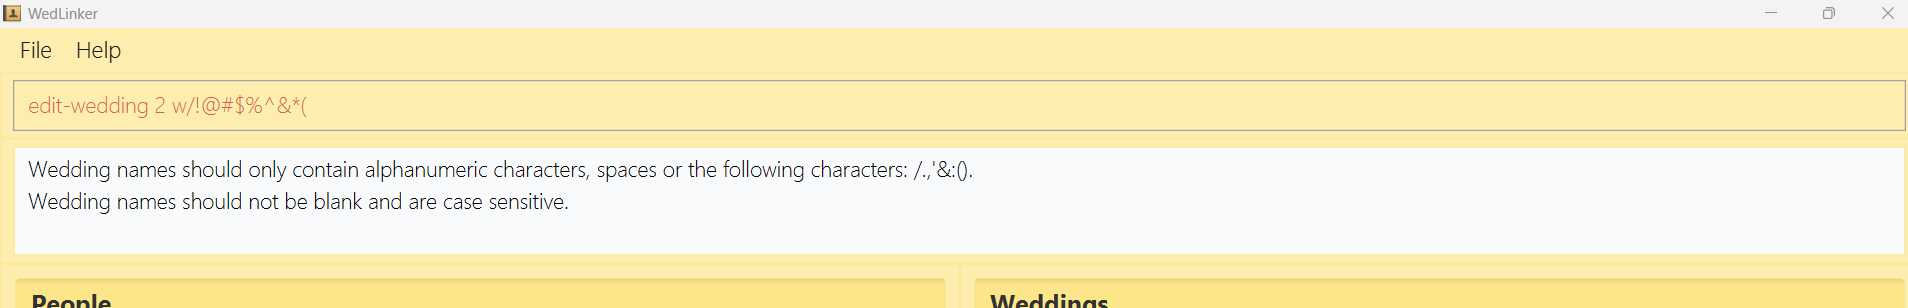 WedLinker
File Help
edit-wedding 2 w/!@#$%^&*(
Wedding names should only contain alphanumeric characters, spaces or the following characters: /.,'&:().
Wedding names should not be blank and are case sensitive.
People Weddings